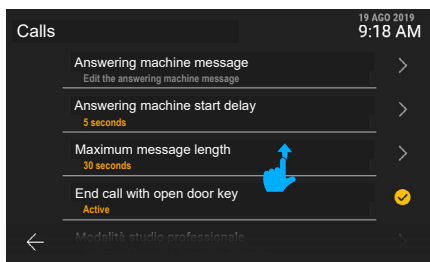 19 AGO 2019
Calls
9:18 AM
Answering machine message
Edit the answering machine message
Answering machine start delay
5 seconds
Maximum message length
30 seconds
End call with open door key
Active
Modalità studio professionale